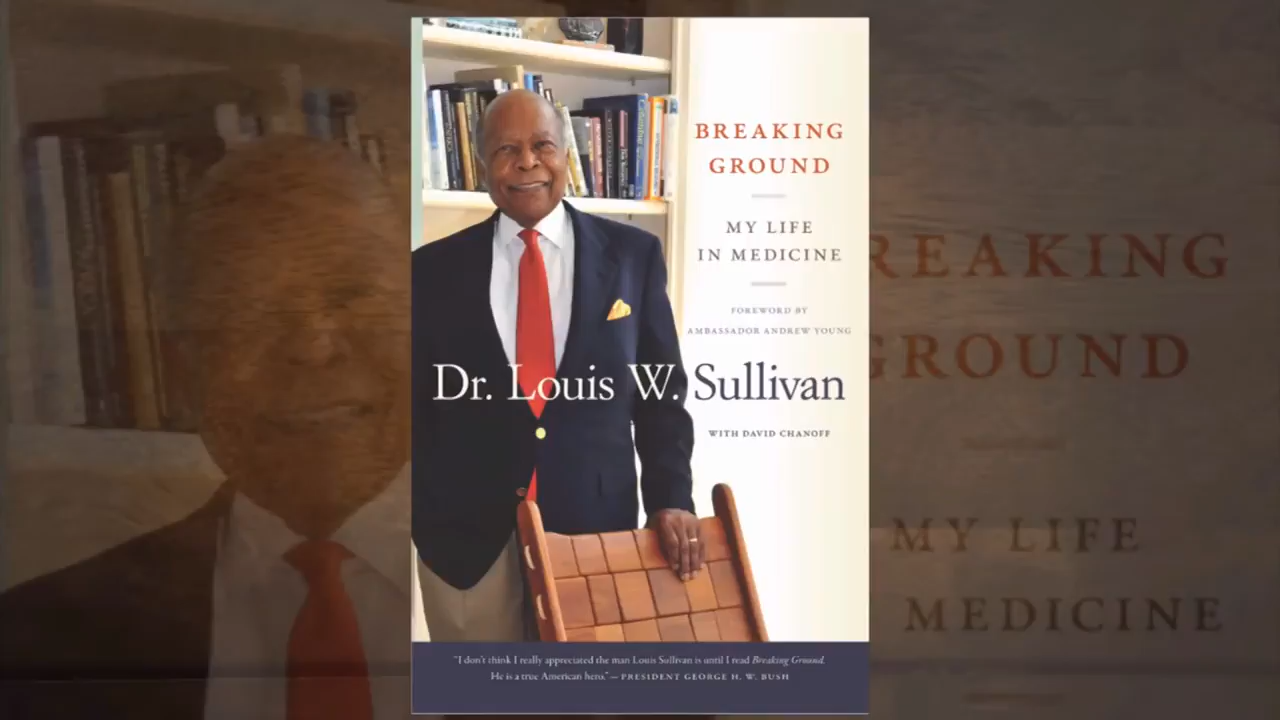 BREAKING
GROUND
MY LIFE
IN MEDICINE
FOREWORD BY
AMBASSADOR ANDREW YOUNG
Dr. Louis W. Sullivan
WITH DAVID CHANOFF
"I don't think I really appreciated the man Louis Sullivan is until I read Breaking Ground.
He is a true American hero."—PRESIDENT GEORGE H. W. BUSH
REAKING
GROUND
MY LIFE
MEDICINE